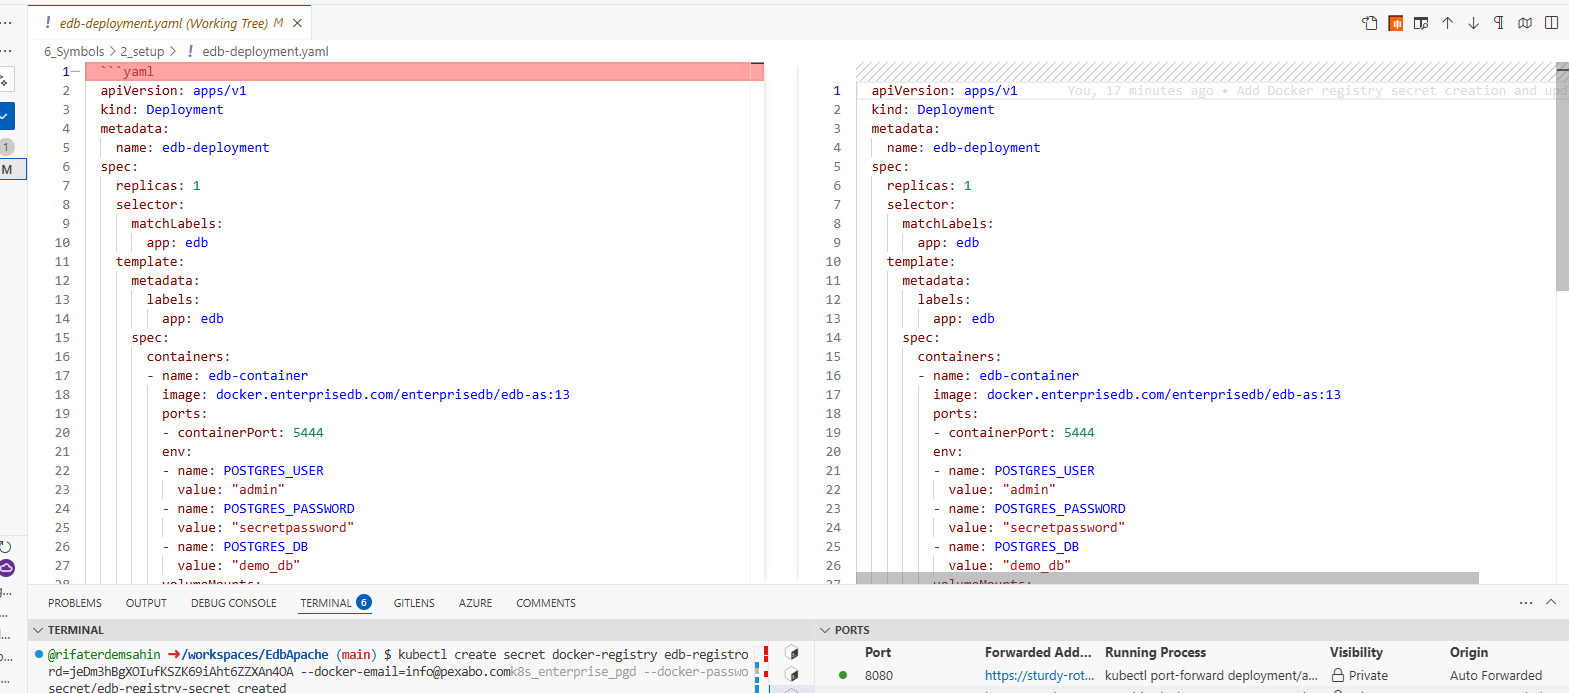 ! edb-deployment.yaml (Working Tree) M
6_Symbols > 2_setup > ! edb-deployment.yaml
1
M
1 ```yaml
2 apiVersion: apps/v1
3 kind: Deployment
4 metadata:
5 name: edb-deployment
6 spec:
7 replicas: 1
8 selector:
9 matchLabels:
10 app: edb
11 template:
12 metadata:
13 labels:
14 app: edb
15 spec:
16 containers:
17 - name: edb-container
18 image: docker.enterprisedb.com/enterprisedb/edb-as:13
19 ports:
20 - containerPort: 5444
21 env:
22 - name: POSTGRES_USER
23 value: "admin"
24 - name: POSTGRES_PASSWORD
25 value: "secretpassword"
26 - name: POSTGRES_DB
27 value: "demo_db"
28 volumeMounts:
1 apiVersion: apps/v1 You, 17 minutes ago • Add Docker registry secret creation and upd
2 kind: Deployment
3 metadata:
4 name: edb-deployment
5 spec:
6 replicas: 1
7 selector:
8 matchLabels:
9 app: edb
10 template:
11 metadata:
12 labels:
13 app: edb
14 spec:
15 containers:
16 - name: edb-container
17 image: docker.enterprisedb.com/enterprisedb/edb-as:13
18 ports:
19 - containerPort: 5444
20 env:
21 - name: POSTGRES_USER
22 value: "admin"
23 - name: POSTGRES_PASSWORD
24 value: "secretpassword"
25 - name: POSTGRES_DB
26 value: "demo_db"
27 volumeMounts:
PROBLEMS OUTPUT DEBUG CONSOLE TERMINAL 6 GITLENS AZURE COMMENTS
TERMINAL
@rifaterdemsahin ➜/workspaces/EdbApache (main) $ kubectl create secret docker-registry edb-registro
rd=jeDm3hBgXOIufKSZK69iAht6ZZXAn4OA --docker-email=info@pexabo.comk8s_enterprise_pgd --docker-passwo
secret/edb-registry-secret created
PORTS
Port Forwarded Add... Running Process Visibility Origin
8080 https://sturdy-rot... kubectl port-forward deployment/a... Private Auto Forwarded